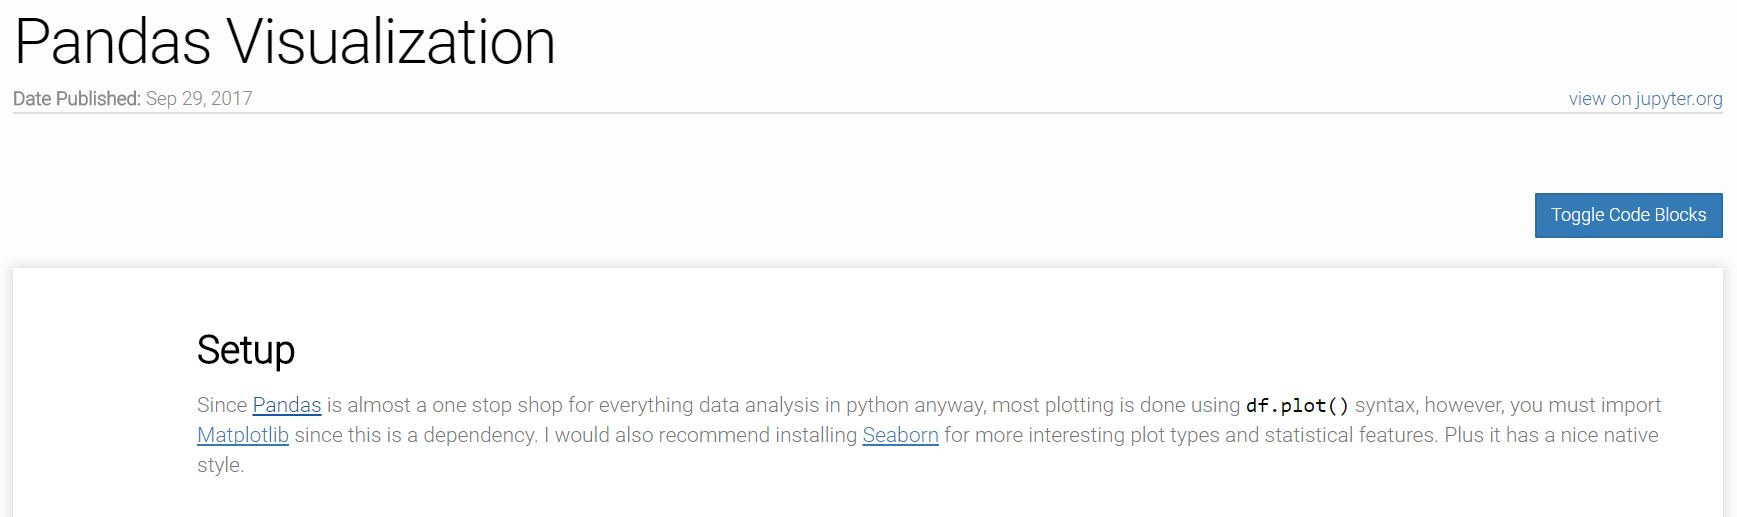 Pandas Visualization
Date Published: Sep 29, 2017
view on jupyter.org
Toggle Code Blocks
Setup
Since Pandas is almost a one stop shop for everything data analysis in python anyway, most plotting is done using df.plot() syntax, however, you must import
Matplotlib since this is a dependency. I would also recommend installing Seaborn for more interesting plot types and statistical features. Plus it has a nice native
style.